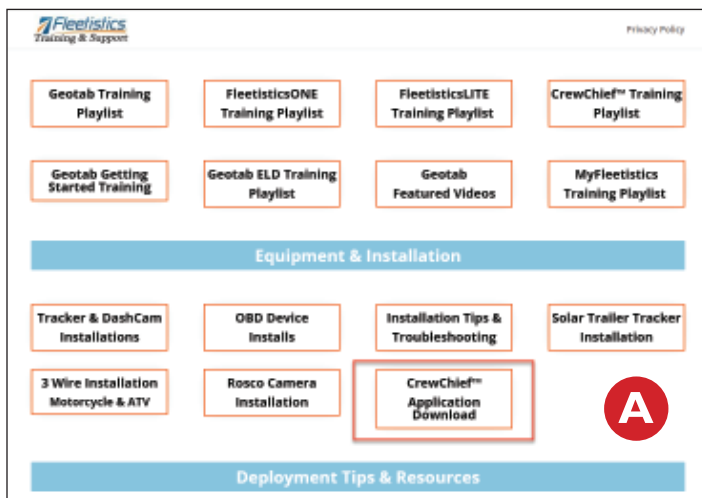 Fleetistics
Training & Support
Privacy Policy
Geotab Training
Playlist
FleetisticsONE
Training Playlist
FleetisticsLITE
Training Playlist
CrewChief™ Training
Playlist
Geotab Getting
Started Training
Geotab ELD Training
Playlist
Geotab
Featured Videos
MyFleetistics
Training Playlist
Equipment & Installation
Tracker & DashCam
Installations
OBD Device
Installs
Installation Tips &
Troubleshooting
Solar Trailer Tracker
Installation
3 Wire Installation
Motorcycle & ATV
Rosco Camera
Installation
CrewChief™
Application
Download
A
Deployment Tips & Resources